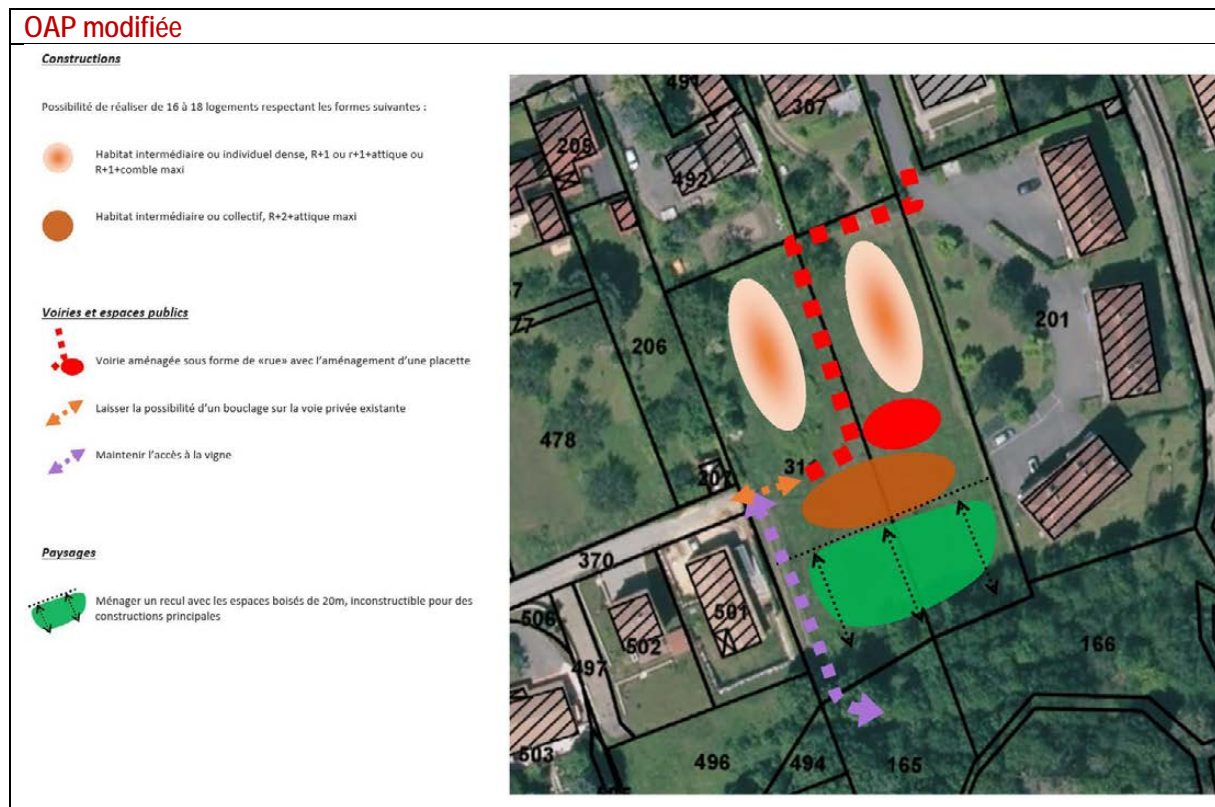 OAP modifiée
Constructions
Possibilité de réaliser de 16 à 18 logements respectant les formes suivantes :
Habitat intermédiaire ou individuel dense, R+1 ou r+1+attique ou
R+1+comble maxi
Habitat intermédiaire ou collectif, R+2+attique maxi
Voiries et espaces publics
Voirie aménagée sous forme de «rue» avec l’aménagement d’une placette
Laisser la possibilité d’un bouclage sur la voie privée existante
Maintenir l’accès à la vigne
Paysages
Ménager un recul avec les espaces boisés de 20m, inconstructible pour des
constructions principales
491
307
205
492
201
206
478
370
501
502
506
497
503
496
494
165
166